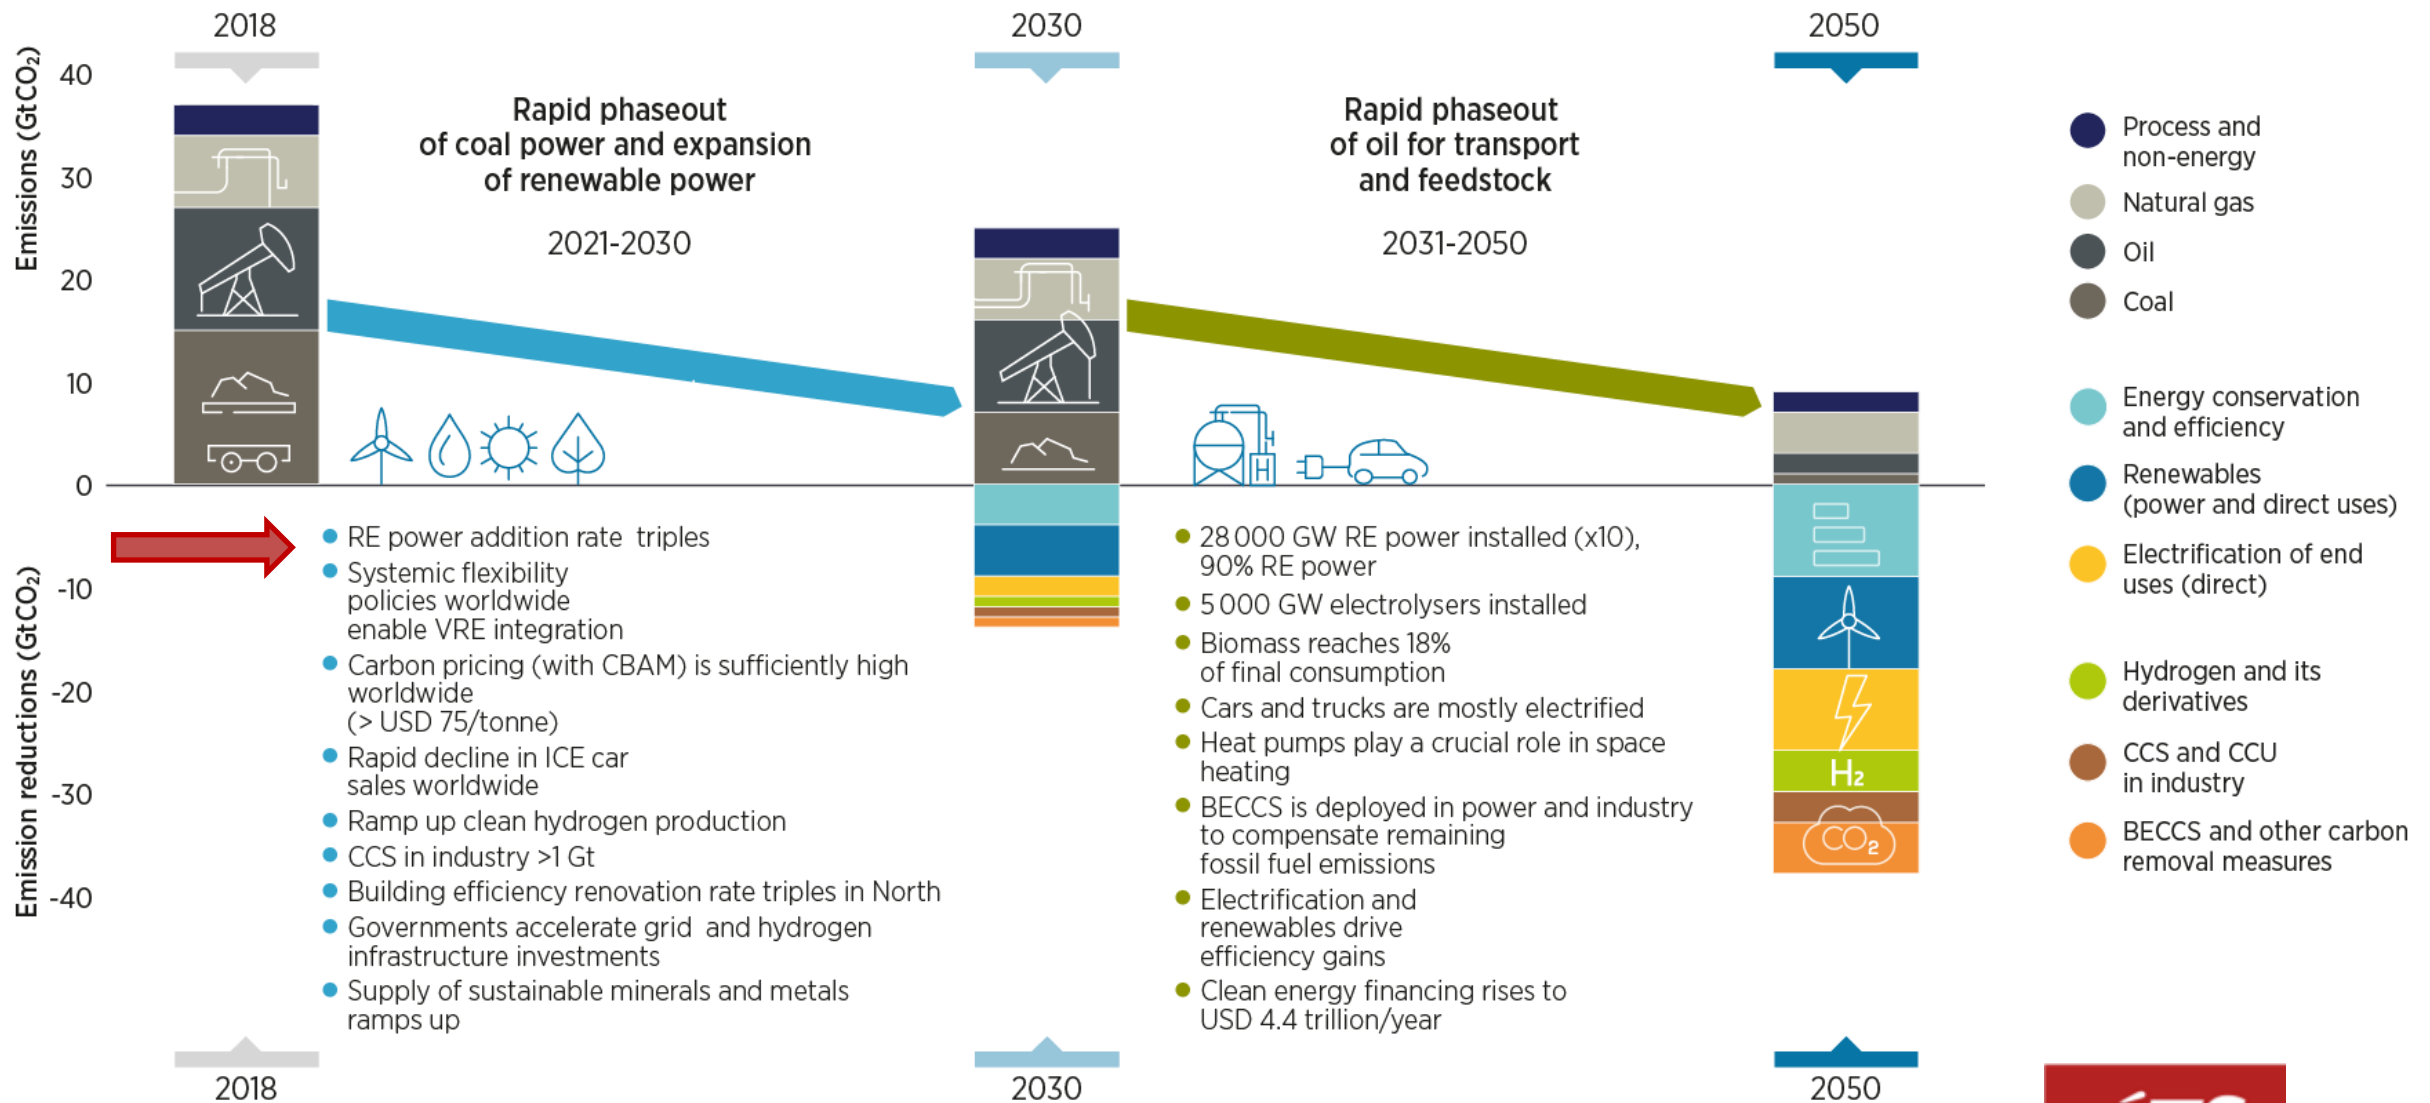 2018
2030
2050
Emissions (GtCO₂)
40
30
20
10
0
Rapid phaseout
of coal power and expansion
of renewable power
2021-2030
Rapid phaseout
of oil for transport
and feedstock
2031-2050
H
Emission reductions (GtCO₂)
-10
-20
-30
-40
RE power addition rate triples
Systemic flexibility
policies worldwide
enable VRE integration
Carbon pricing (with CBAM) is sufficiently high
worldwide
(> USD 75/tonne)
Rapid decline in ICE car
sales worldwide
Ramp up clean hydrogen production
CCS in industry >1 Gt
Building efficiency renovation rate triples in North
Governments accelerate grid and hydrogen
infrastructure investments
Supply of sustainable minerals and metals
ramps up
28 000 GW RE power installed (x10),
90% RE power
5 000 GW electrolysers installed
Biomass reaches 18%
of final consumption
Cars and trucks are mostly electrified
Heat pumps play a crucial role in space
heating
BECCS is deployed in power and industry
to compensate remaining
fossil fuel emissions
Electrification and
renewables drive
efficiency gains
Clean energy financing rises to
USD 4.4 trillion/year
H₂
CO₂
Process and
non-energy
Natural gas
Oil
Coal
Energy conservation
and efficiency
Renewables
(power and direct uses)
Electrification of end
uses (direct)
Hydrogen and its
derivatives
CCS and CCU
in industry
BECCS and other carbon
removal measures
2018
2030
2050